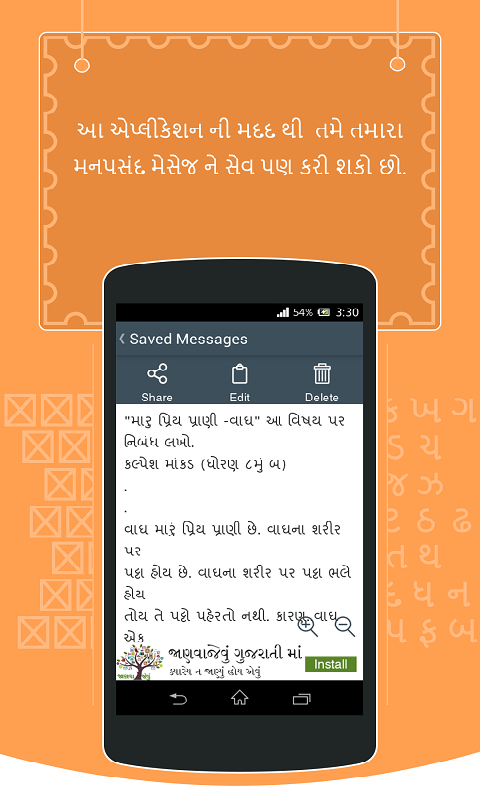 આ એપ્લીકેશન ની મદદ થી તમે તમારા
મનપસંદ મેસેજ ને સેવ પણ કરી શકો છો.
54% 3:30
Saved Messages
Share Edit Delete
"મારુ પ્રિય પ્રાણી -વાઘ" આ વિષય પર
નિબંધ લખો.
કલ્પેશ માંકડ (ધોરણ ૮મું બ)
.
.
વાઘ મારું પ્રિય પ્રાણી છે. વાઘના શરીર
પર
પટ્ટા હોય છે. વાઘના શરીર પર પટ્ટા ભલે
હોય
તોય તે પટ્ટો પહેરતો નથી. કારણ વાઘ
એક
જાણવાજેવું ગુજરાતી માં
ક્યારેય ન જાણ્યું હોય એવું
Install
ક ખ ગ
ડ ચ
જ ઝ
ટ ઠ ઢ
ત થ
દ ધ ન
પ ફ બ